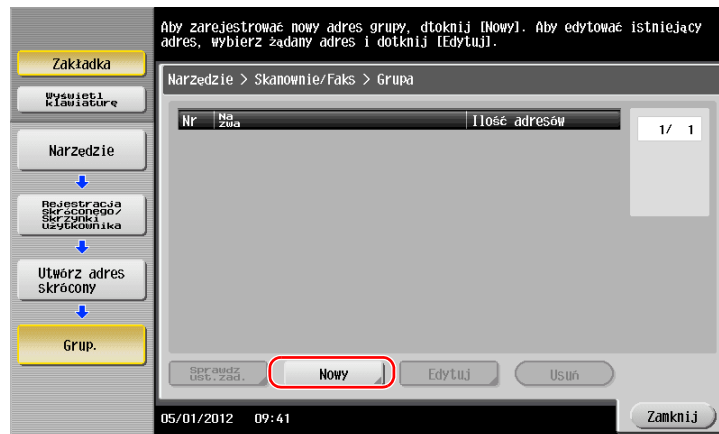 Aby zarejestrować nowy adres grupy, dtoknij [Nowy]. Aby edytować istniejący
adres, wybierz żądany adres i dotknij [Edytuj].
Zakładka
Wyświetl
klawiaturę
Narzędzie
Rejestracja
skróconego/
Skrzynki
użytkownika
Utwórz adres
skrócony
Grup.
Narzędzie > Skanownie/Faks > Grupa
Nr
Na
zwa
Ilość adresów
1/ 1
Sprawdz
ust.zad.
Nowy
Edytuj
Usuń
05/01/2012 09:41
Zamknij